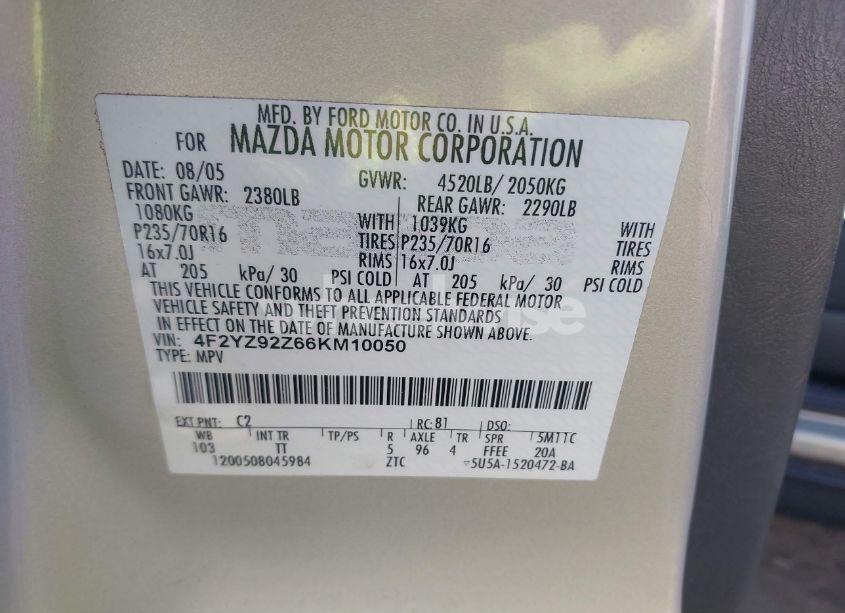 MFD. BY FORD MOTOR CO. IN U.S.A.
FOR MAZDA MOTOR CORPORATION
DATE: 08/05 GVWR: 4520LB/ 2050KG
FRONT GAWR: 2380LB REAR GAWR: 2290LB
1080KG WITH 1039KG WITH
P235/70R16 TIRES P235/70R16 TIRES
16x7.0J RIMS 16x7.0J RIMS
AT 205 kPa/ 30 PSI COLD AT 205 kPa/ 30 PSI COLD
THIS VEHICLE CONFORMS TO ALL APPLICABLE FEDERAL MOTOR
VEHICLE SAFETY AND THEFT PREVENTION STANDARDS
IN EFFECT ON THE DATE OF MANUFACTURE SHOWN ABOVE.
VIN: 4F2YZ92Z66KM10050
TYPE: MPV
EXT PNT: C2 RC: 81 DSO:
WB INT TR TP/PS R AXLE TR SPR 5M11C
103 TT 5 96 4 FFEE 20A
1200508045984 ZTC 5U5A-1520472-BA